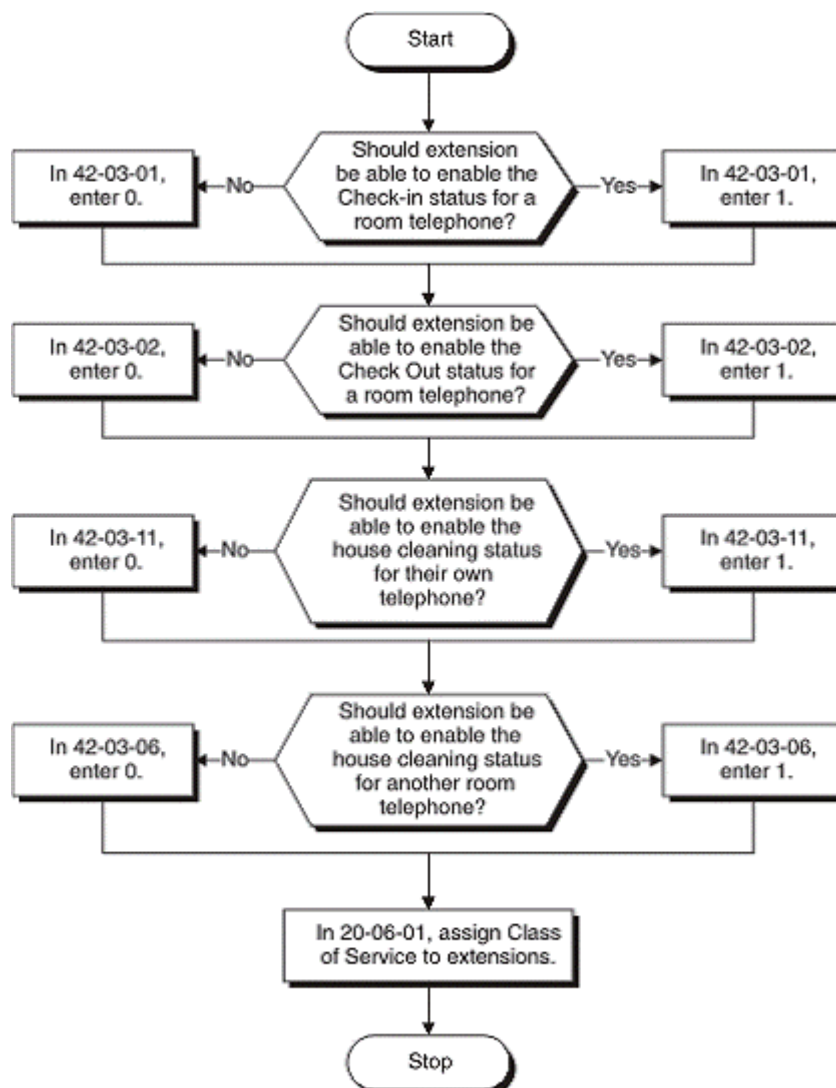 Start
Should extension
be able to enable the
Check-in status for a
room telephone?
No
Yes
In 42-03-01,
enter 0.
In 42-03-01,
enter 1.
Should extension be
able to enable the
Check Out status for
a room telephone?
No
Yes
In 42-03-02,
enter 0.
In 42-03-02,
enter 1.
Should extension be
able to enable the
house cleaning status
for their own
telephone?
No
Yes
In 42-03-11,
enter 0.
In 42-03-11,
enter 1.
Should extension be
able to enable the
house cleaning status
for another room
telephone?
No
Yes
In 42-03-06,
enter 0.
In 42-03-06,
enter 1.
In 20-06-01, assign Class
of Service to extensions.
Stop